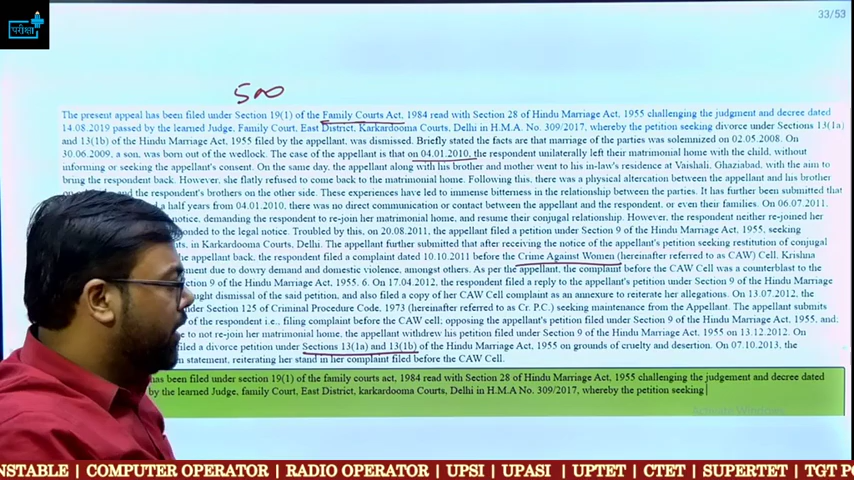 33/53
परीक्षा
500
The present appeal has been filed under Section 19(1) of the Family Courts Act, 1984 read with Section 28 of Hindu Marriage Act, 1955 challenging the judgment and decree dated
14.08.2019 passed by the learned Judge, Family Court, East District, Karkardooma Courts, Delhi in H.M.A. No. 309/2017, whereby the petition seeking divorce under Sections 13(1a)
and 13(1b) of the Hindu Marriage Act, 1955 filed by the appellant, was dismissed. Briefly stated the facts are that marriage of the parties was solemnized on 02.05.2008. On
30.06.2009, a son, was born out of the wedlock. The case of the appellant is that on 04.01.2010, the respondent unilaterally left their matrimonial home with the child, without
informing or seeking the appellant's consent. On the same day, the appellant along with his brother and mother went to his in-law's residence at Vaishali, Ghaziabad, with the aim to
bring the respondent back. However, she flatly refused to come back to the matrimonial home. Following this, there was a physical altercation between the appellant and his brother
and the respondent's brothers on the other side. These experiences have led to immense bitterness in the relationship between the parties. It has further been submitted that
a half years from 04.01.2010, there was no direct communication or contact between the appellant and the respondent, or even their families. On 06.07.2011,
notice, demanding the respondent to re-join her matrimonial home, and resume their conjugal relationship. However, the respondent neither re-joined her
ponded to the legal notice. Troubled by this, on 20.08.2011, the appellant filed a petition under Section 9 of the Hindu Marriage Act, 1955, seeking
ts, in Karkardooma Courts, Delhi. The appellant further submitted that after receiving the notice of the appellant's petition seeking restitution of conjugal
the appellant back, the respondent filed a complaint dated 10.10.2011 before the Crime Against Women (hereinafter referred to as CAW) Cell, Krishna
ment due to dowry demand and domestic violence, amongst others. As per the appellant, the complaint before the CAW Cell was a counterblast to the
ction 9 of the Hindu Marriage Act, 1955. 6. On 17.04.2012, the respondent filed a reply to the appellant's petition under Section 9 of the Hindu Marriage
ught dismissal of the said petition, and also filed a copy of her CAW Cell complaint as an annexure to reiterate her allegations. On 13.07.2012, the
der Section 125 of Criminal Procedure Code, 1973 (hereinafter referred to as Cr. P.C.) seeking maintenance from the Appellant. The appellant submits
of the respondent i.e., filing complaint before the CAW cell; opposing the appellant's petition filed under Section 9 of the Hindu Marriage Act, 1955, and;
e to not re-join her matrimonial home, the appellant withdrew his petition filed under Section 9 of the Hindu Marriage Act, 1955 on 13.12.2012. On
iled a divorce petition under Sections 13(1a) and 13(1b) of the Hindu Marriage Act, 1955 on grounds of cruelty and desertion. On 07.10.2013, the
n statement, reiterating her stand in her complaint filed before the CAW Cell.
has been filed under section 19(1) of the family courts act, 1984 read with Section 28 of Hindu Marriage Act, 1955 challenging the judgement and decree dated
by the learned Judge, family Court, East District, karkardooma Courts, Delhi in H.M.A No. 309/2017, whereby the petition seeking
Activate Windows
NSTABLE | COMPUTER OPERATOR | RADIO OPERATOR | UPSI | UPASI | UPTET | CTET | SUPERTET | TGT PG